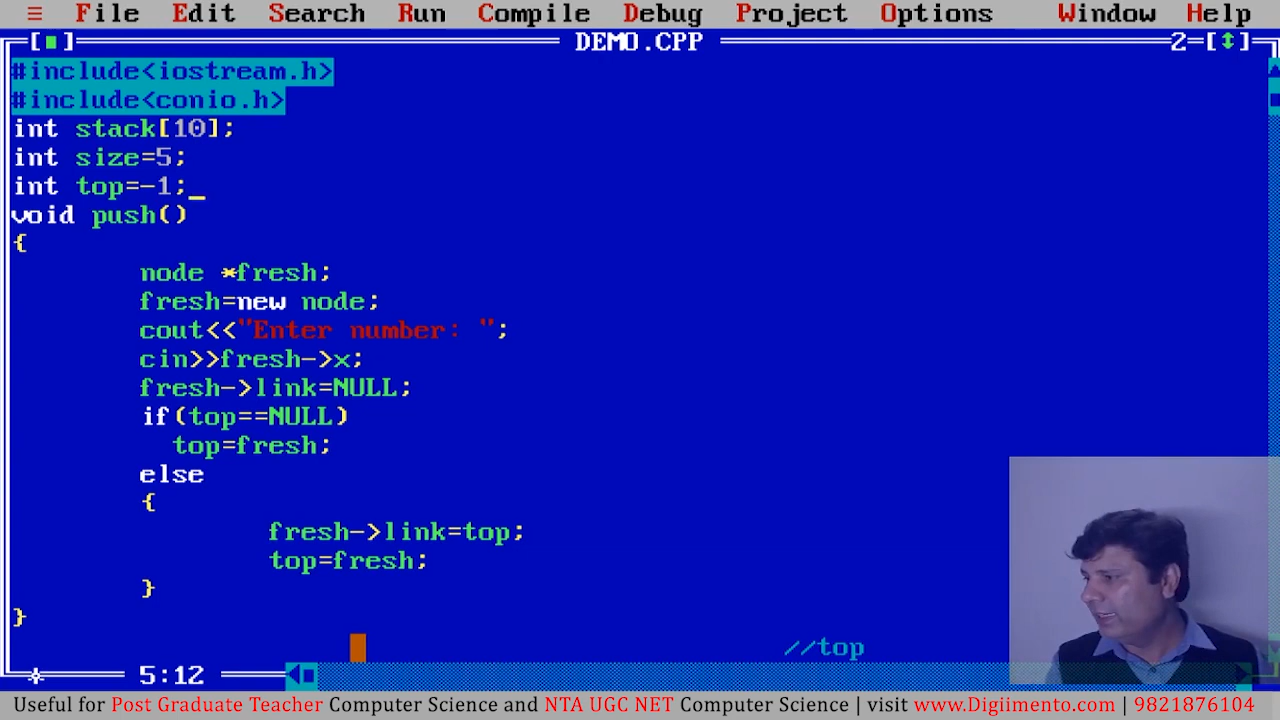 ≡ File Edit Search Run Compile Debug Project Options Window Help
[■] DEMO.CPP 2=[↕]
#include<iostream.h>
#include<conio.h>
int stack[10];
int size=5;
int top=-1;_
void push()
{
node *fresh;
fresh=new node;
cout<<"Enter number: ";
cin>>fresh->x;
fresh->link=NULL;
if(top==NULL)
top=fresh;
else
{
fresh->link=top;
top=fresh;
}
}
//top
5:12
Useful for Post Graduate Teacher Computer Science and NTA UGC NET Computer Science | visit www.Digiimento.com | 9821876104